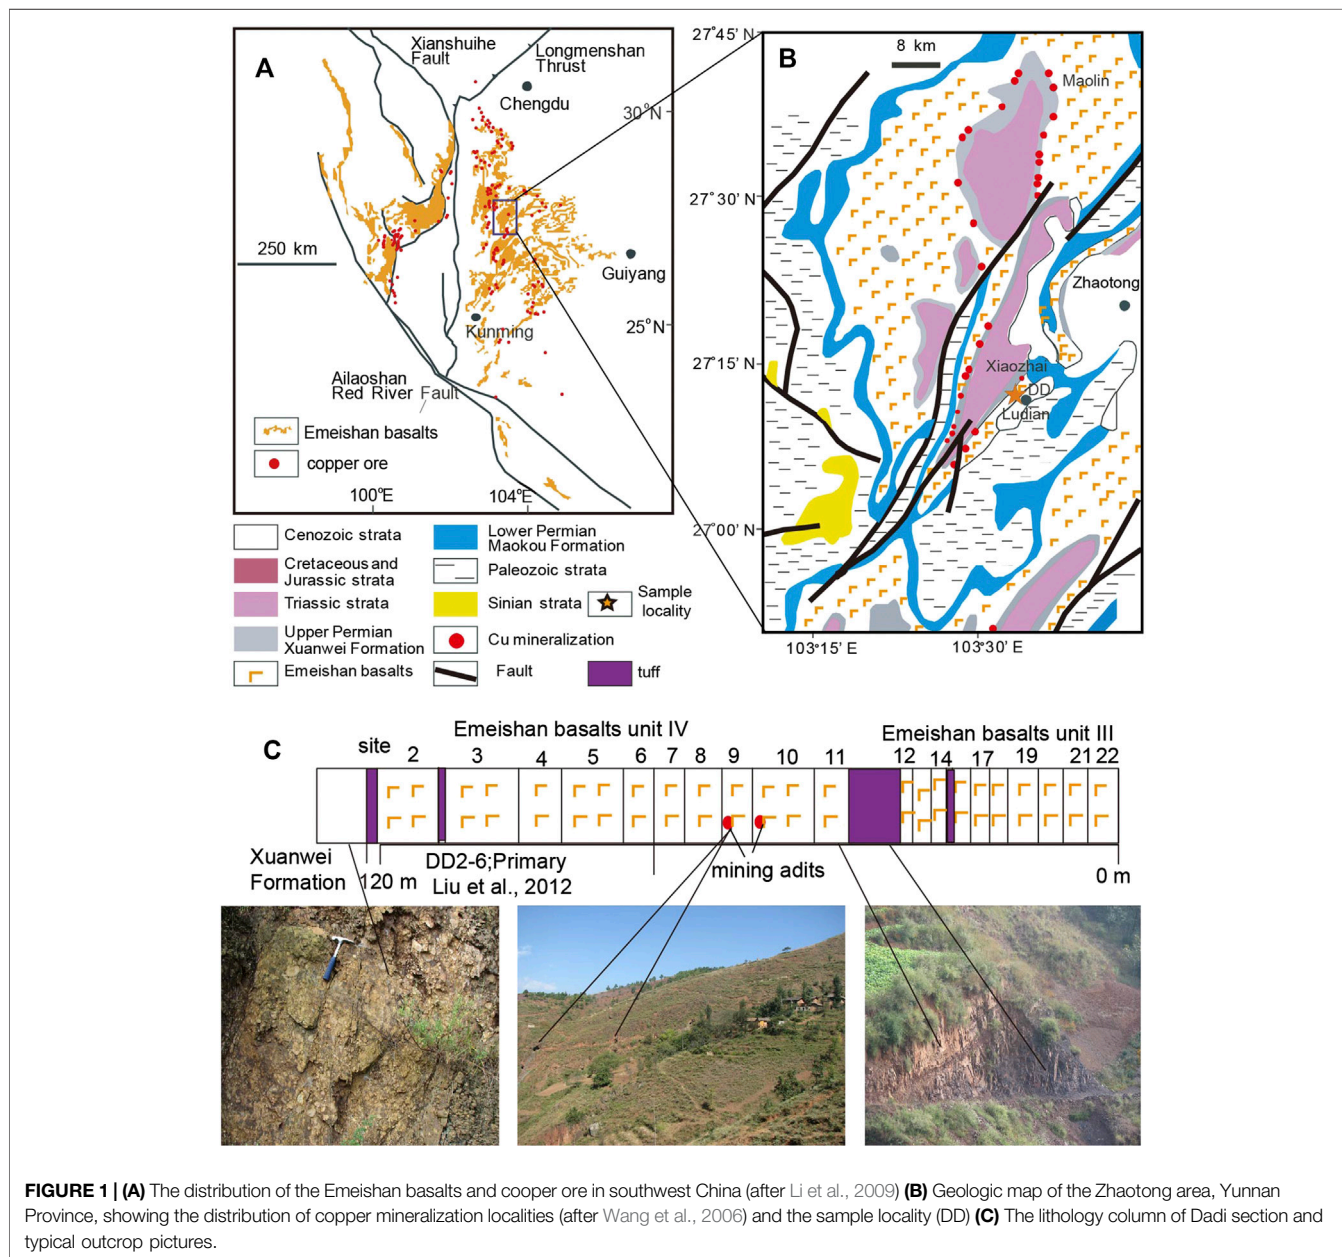 A
Xianshuihe
Fault
Longmenshan
Thrust
Chengdu
30°N
250 km
Guiyang
25°N
Kunming
Ailaoshan
Red River Fault
Emeishan basalts
copper ore
100°E
104°E
B
8 km
27°45' N
Maolin
27°30' N
Zhaotong
27°15' N
Xiaozhai
DD
Ludian
27°00' N
103°15' E
103°30' E
Cenozoic strata
Cretaceous and
Jurassic strata
Triassic strata
Upper Permian
Xuanwei Formation
Emeishan basalts
Lower Permian
Maokou Formation
Paleozoic strata
Sinian strata
Sample
locality
Cu mineralization
Fault
tuff
C
Emeishan basalts unit IV
Emeishan basalts unit III
site
2 3 4 5 6 7 8 9 10 11 12 14 17 19 21 22
Xuanwei
Formation
120 m
DD2-6;Primary
Liu et al., 2012
mining adits
0 m
FIGURE 1 | (A) The distribution of the Emeishan basalts and cooper ore in southwest China (after Li et al., 2009) (B) Geologic map of the Zhaotong area, Yunnan
Province, showing the distribution of copper mineralization localities (after Wang et al., 2006) and the sample locality (DD) (C) The lithology column of Dadi section and
typical outcrop pictures.